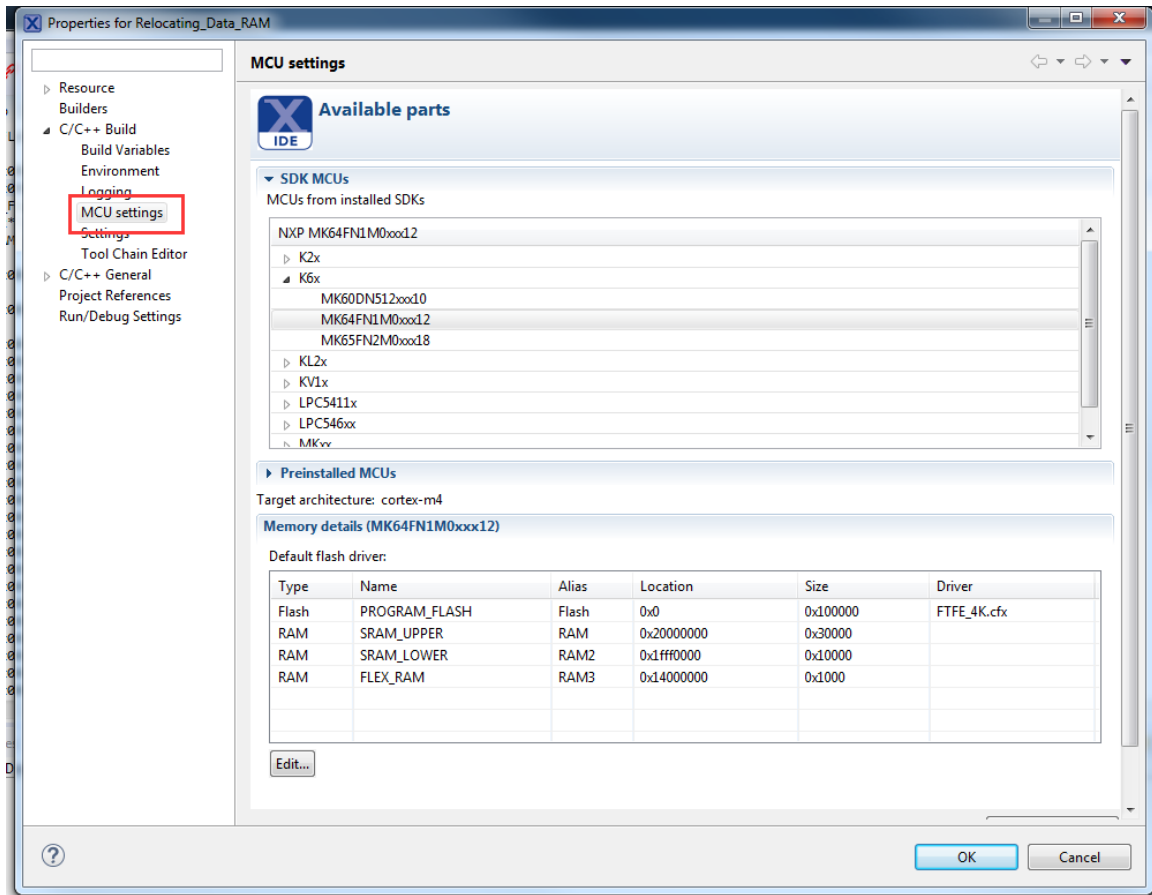 Properties for Relocating_Data_RAM
MCU settings
Resource
Builders
C/C++ Build
Build Variables
Environment
Logging
MCU settings
Settings
Tool Chain Editor
C/C++ General
Project References
Run/Debug Settings
X
IDE
Available parts
SDK MCUs
MCUs from installed SDKs
NXP MK64FN1M0xxx12
K2x
K6x
MK60DN512xxx10
MK64FN1M0xxx12
MK65FN2M0xxx18
KL2x
KV1x
LPC5411x
LPC546xx
MKxx
Preinstalled MCUs
Target architecture: cortex-m4
Memory details (MK64FN1M0xxx12)
Default flash driver:
Type Name Alias Location Size Driver
Flash PROGRAM_FLASH Flash 0x0 0x100000 FTFE_4K.cfx
RAM SRAM_UPPER RAM 0x20000000 0x30000
RAM SRAM_LOWER RAM2 0x1fff0000 0x10000
RAM FLEX_RAM RAM3 0x14000000 0x1000
Edit...
OK Cancel